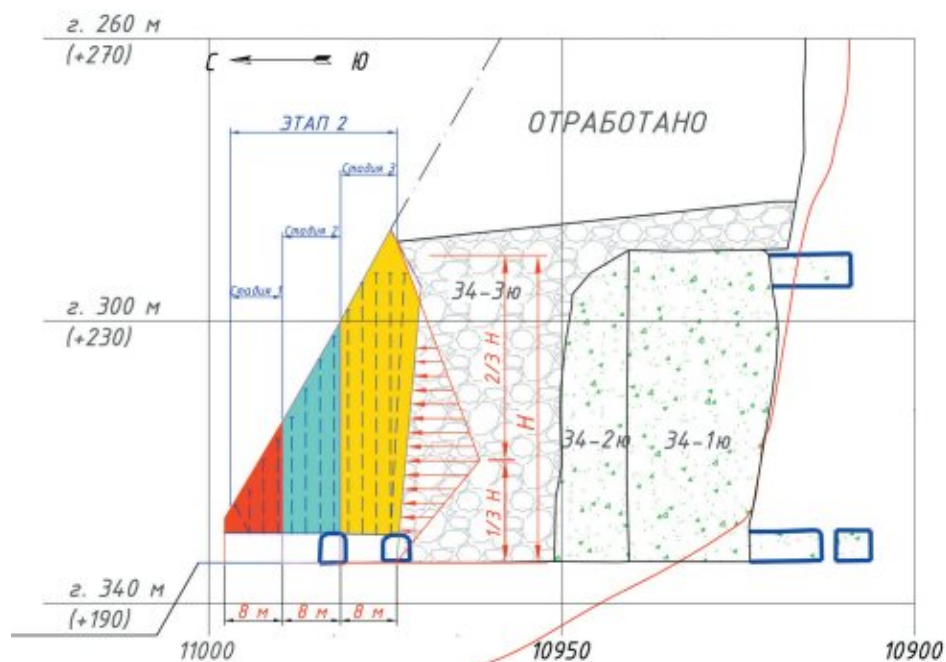 г. 260 м
(+270)
С Ю
ЭТАП 2
ОТРАБОТАНО
Стадия 3
Стадия 2
Стадия 1
34-3ю
г. 300 м
(+230)
2/3 Н
Н
34-2ю
34-1ю
1/3 Н
г. 340 м
(+190)
8 м 8 м 8 м
11000 10950 10900